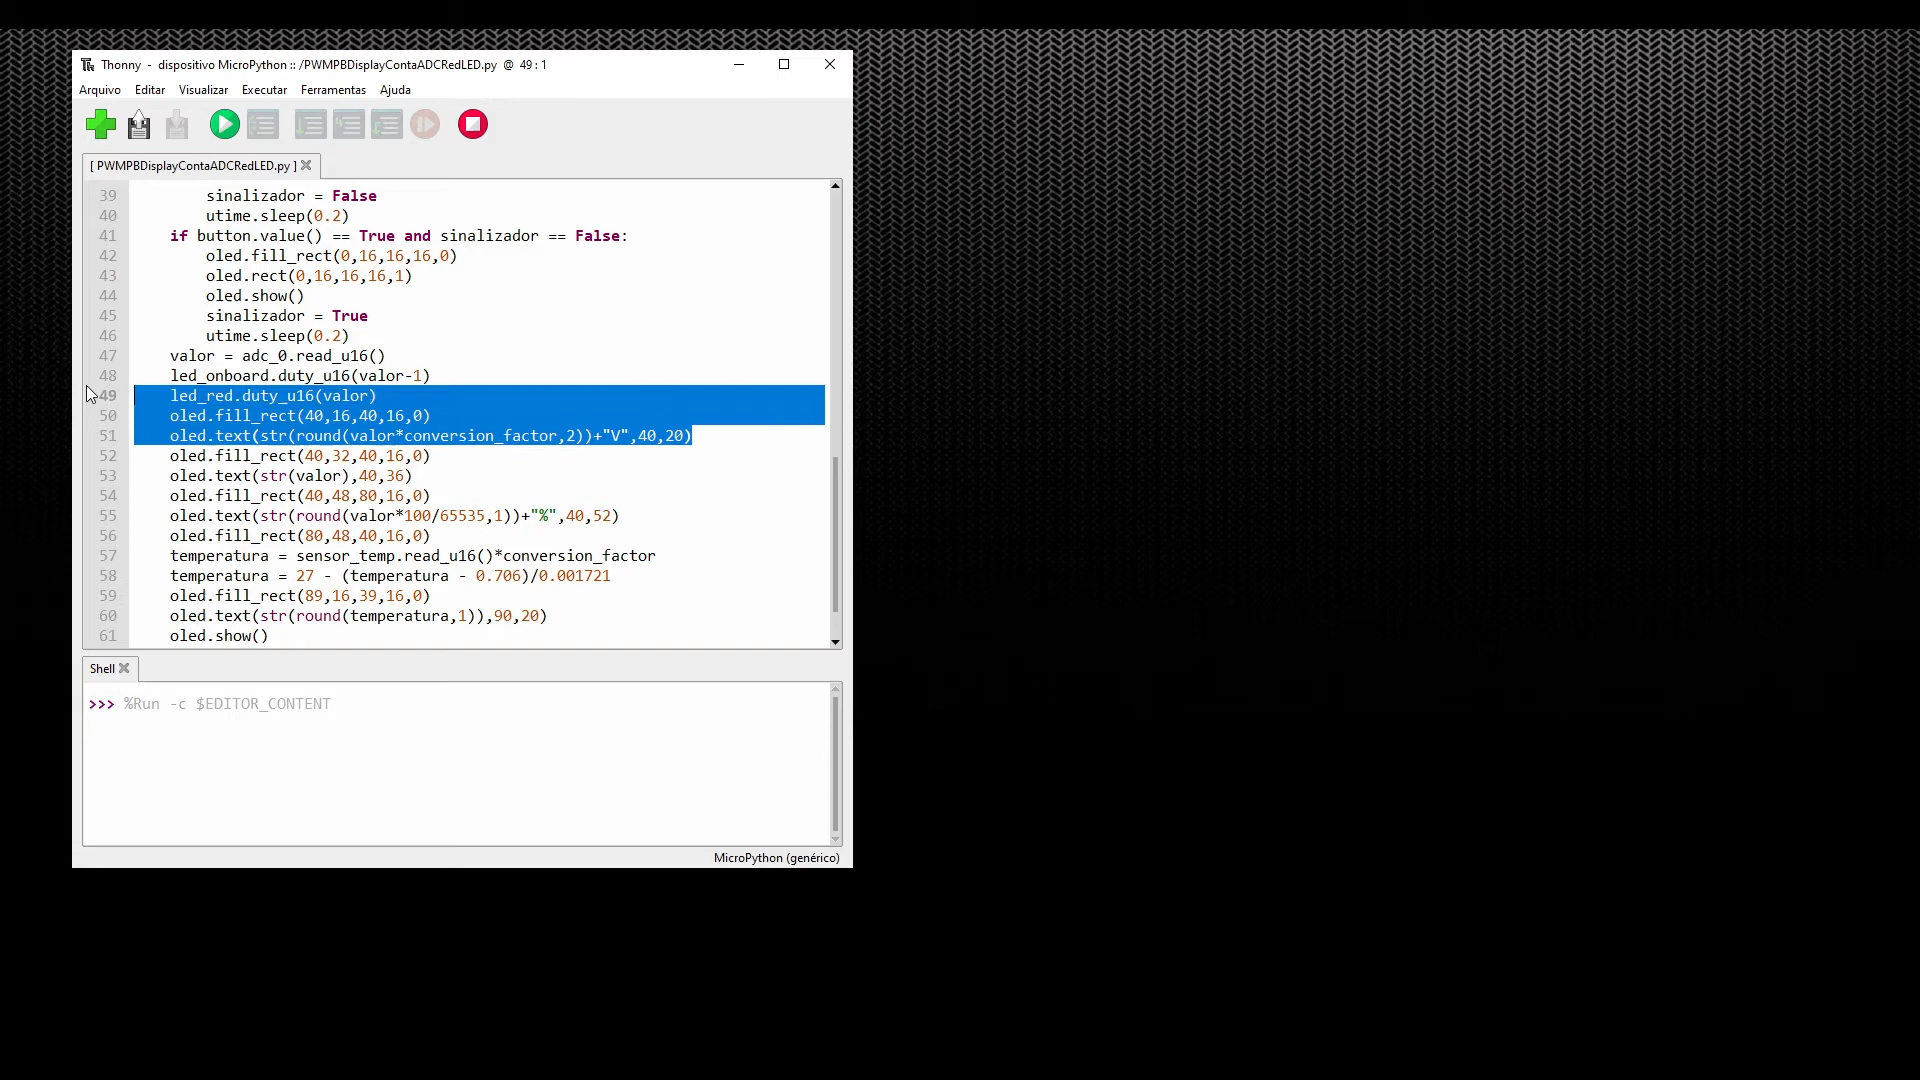 Thonny - dispositivo MicroPython :: /PWMPBDisplayContaADCRedLED.py @ 49 : 1
Arquivo Editar Visualizar Executar Ferramentas Ajuda
[ PWMPBDisplayContaADCRedLED.py ]
39 sinalizador = False
40 utime.sleep(0.2)
41 if button.value() == True and sinalizador == False:
42 oled.fill_rect(0,16,16,16,0)
43 oled.rect(0,16,16,16,1)
44 oled.show()
45 sinalizador = True
46 utime.sleep(0.2)
47 valor = adc_0.read_u16()
48 led_onboard.duty_u16(valor-1)
49 led_red.duty_u16(valor)
50 oled.fill_rect(40,16,40,16,0)
51 oled.text(str(round(valor*conversion_factor,2))+"V",40,20)
52 oled.fill_rect(40,32,40,16,0)
53 oled.text(str(valor),40,36)
54 oled.fill_rect(40,48,80,16,0)
55 oled.text(str(round(valor*100/65535,1))+"%",40,52)
56 oled.fill_rect(80,48,40,16,0)
57 temperatura = sensor_temp.read_u16()*conversion_factor
58 temperatura = 27 - (temperatura - 0.706)/0.001721
59 oled.fill_rect(89,16,39,16,0)
60 oled.text(str(round(temperatura,1)),90,20)
61 oled.show()
Shell
>>> %Run -c $EDITOR_CONTENT
MicroPython (genérico)